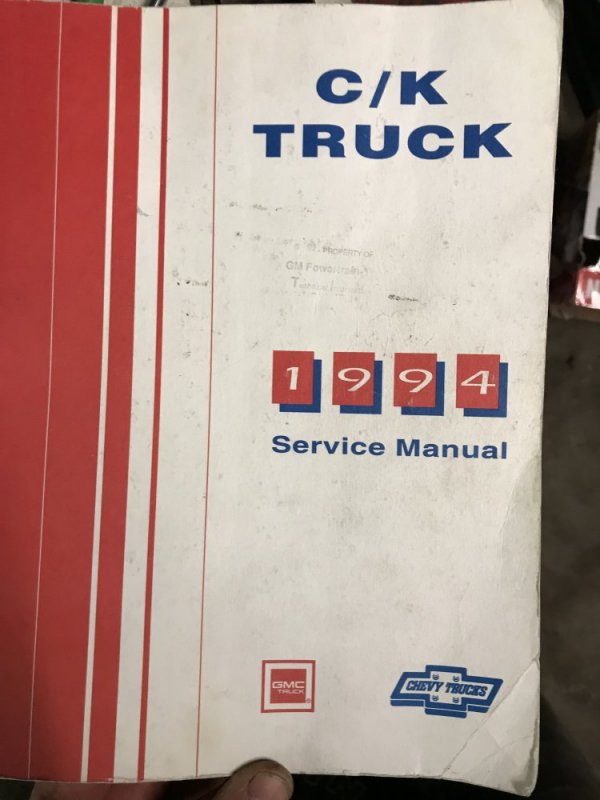 C/K
TRUCK
PROPERTY OF
GM Powertrain
1994
Service Manual
GMC
TRUCK
®
CHEVY TRUCKS